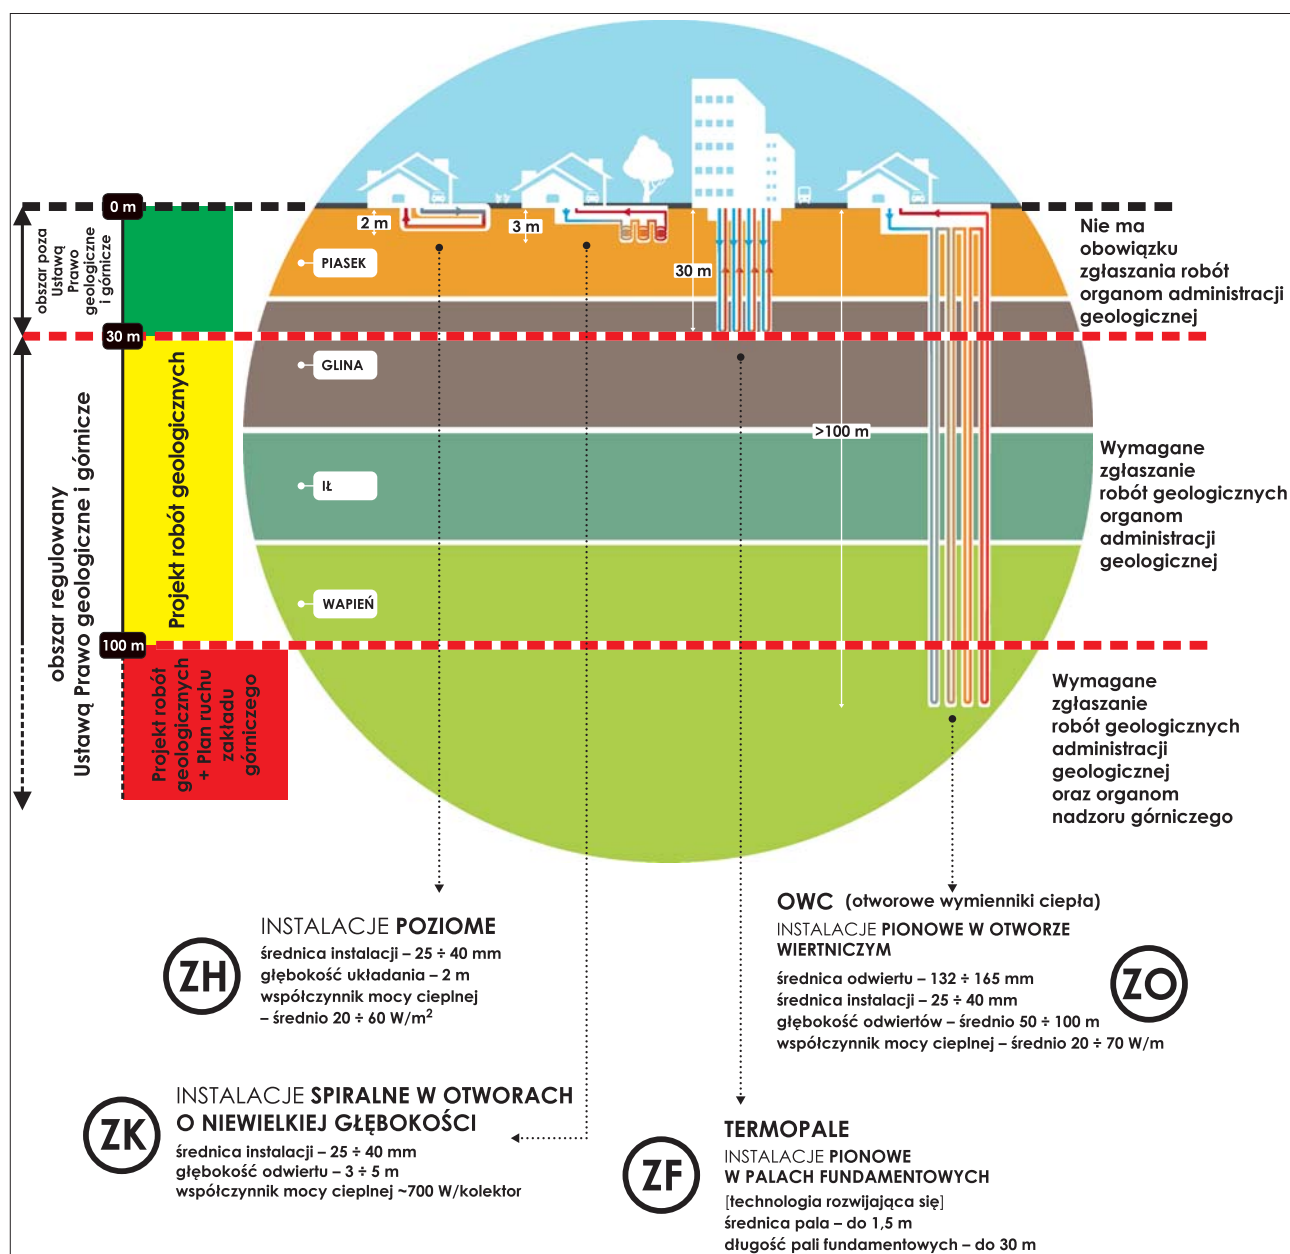 0 m
30 m
100 m
obszar poza
Ustawą
Prawo
geologiczne
i górnicze
obszar regulowany
Ustawą Prawo geologiczne i górnicze
Projekt robót geologicznych
Projekt robót
geologicznych
+ Plan ruchu
zakładu
górniczego
2 m
3 m
30 m
>100 m
PIASEK
GLINA
IŁ
WAPIEŃ
Nie ma
obowiązku
zgłaszania robót
organom administracji
geologicznej
Wymagane
zgłaszanie
robót geologicznych
organom
administracji
geologicznej
Wymagane
zgłaszanie
robót geologicznych
administracji
geologicznej
oraz organom
nadzoru górniczego
ZH
INSTALACJE POZIOME
średnica instalacji – 25 ÷ 40 mm
głębokość układania – 2 m
współczynnik mocy cieplnej
– średnio 20 ÷ 60 W/m²
OWC (otworowe wymienniki ciepła)
INSTALACJE PIONOWE W OTWORZE
WIERTNICZYM
średnica odwiertu – 132 ÷ 165 mm
średnica instalacji – 25 ÷ 40 mm
głębokość odwiertów – średnio 50 ÷ 100 m
współczynnik mocy cieplnej – średnio 20 ÷ 70 W/m
ZO
ZK
INSTALACJE SPIRALNE W OTWORACH
O NIEWIELKIEJ GŁĘBOKOŚCI
średnica instalacji – 25 ÷ 40 mm
głębokość odwiertu – 3 ÷ 5 m
współczynnik mocy cieplnej ~700 W/kolektor
ZF
TERMOPALE
INSTALACJE PIONOWE
W PALACH FUNDAMENTOWYCH
[technologia rozwijająca się]
średnica pala – do 1,5 m
długość pali fundamentowych – do 30 m